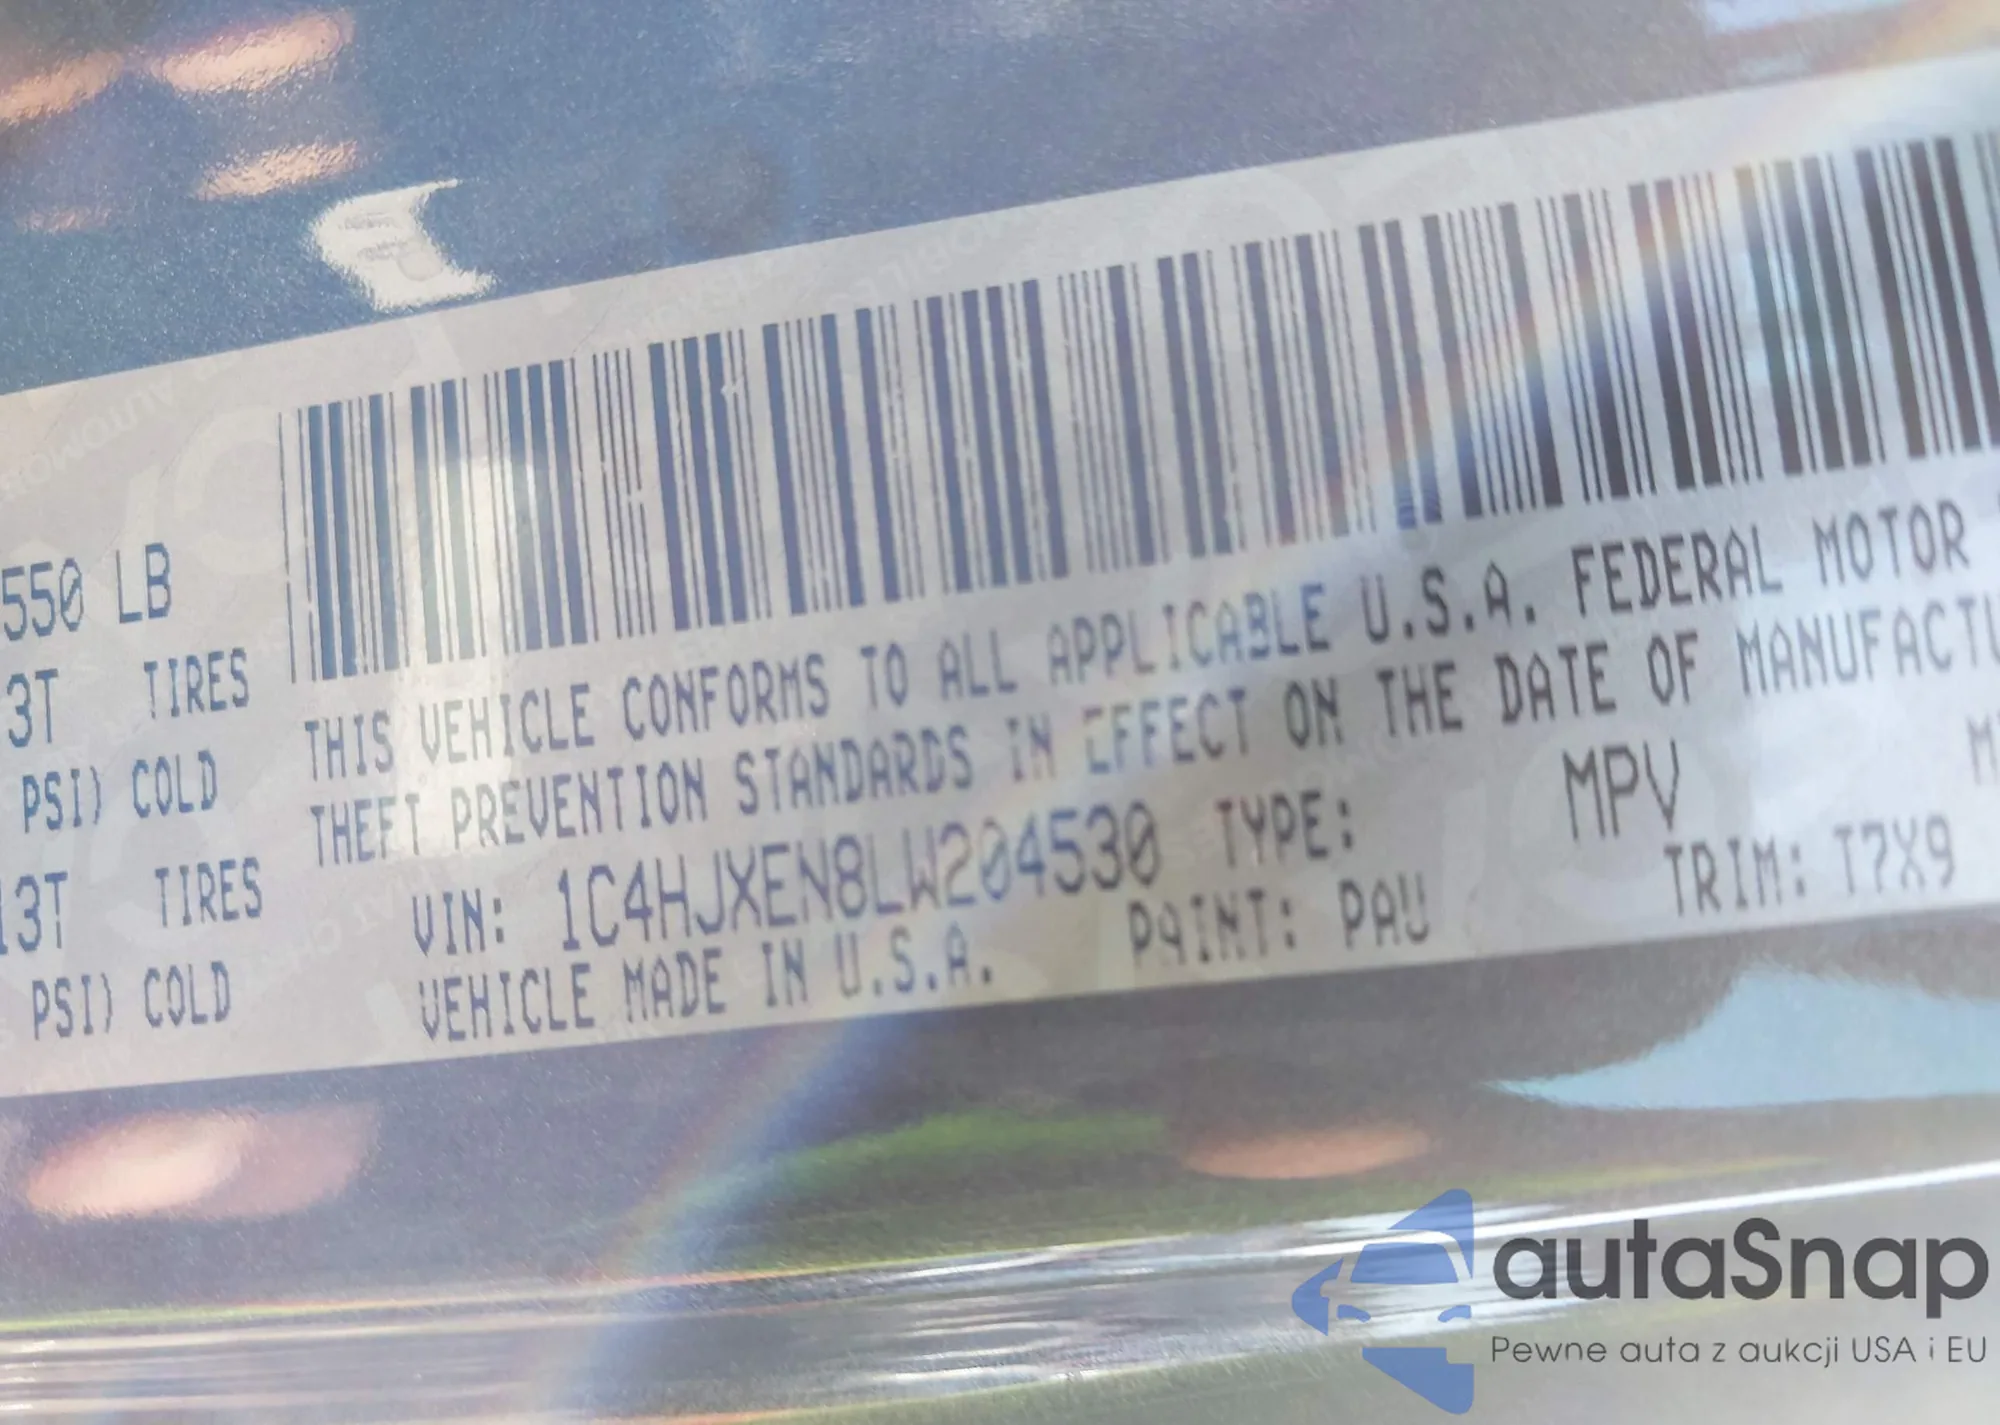 550 LB
3T TIRES
PSI) COLD
13T TIRES
PSI) COLD
THIS VEHICLE CONFORMS TO ALL APPLICABLE U.S.A. FEDERAL MOTOR
THEFT PREVENTION STANDARDS IN EFFECT ON THE DATE OF MANUFACTU
VIN: 1C4HJXEN8LW204530 TYPE: MPV
VEHICLE MADE IN U.S.A. PAINT: PAU TRIM: T7X9
autaSnap
Pewne auta z aukcji USA i EU